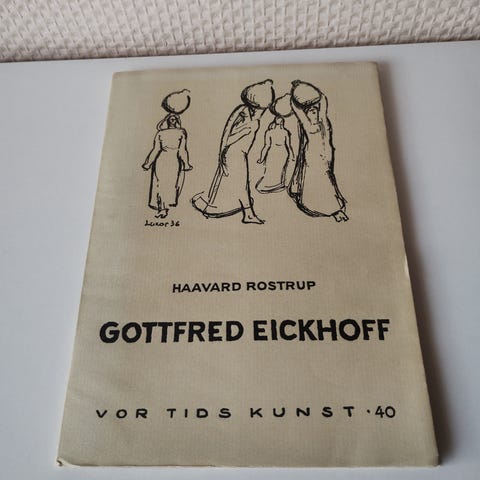 Luxor 36
HAAVARD ROSTRUP
GOTTFRED EICKHOFF
VOR TIDS KUNST · 40